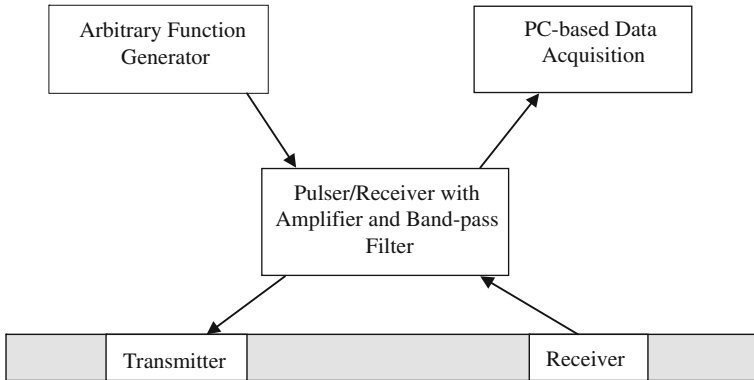 Arbitrary Function
Generator
PC-based Data
Acquisition
Pulser/Receiver with
Amplifier and Band-pass
Filter
Transmitter
Receiver